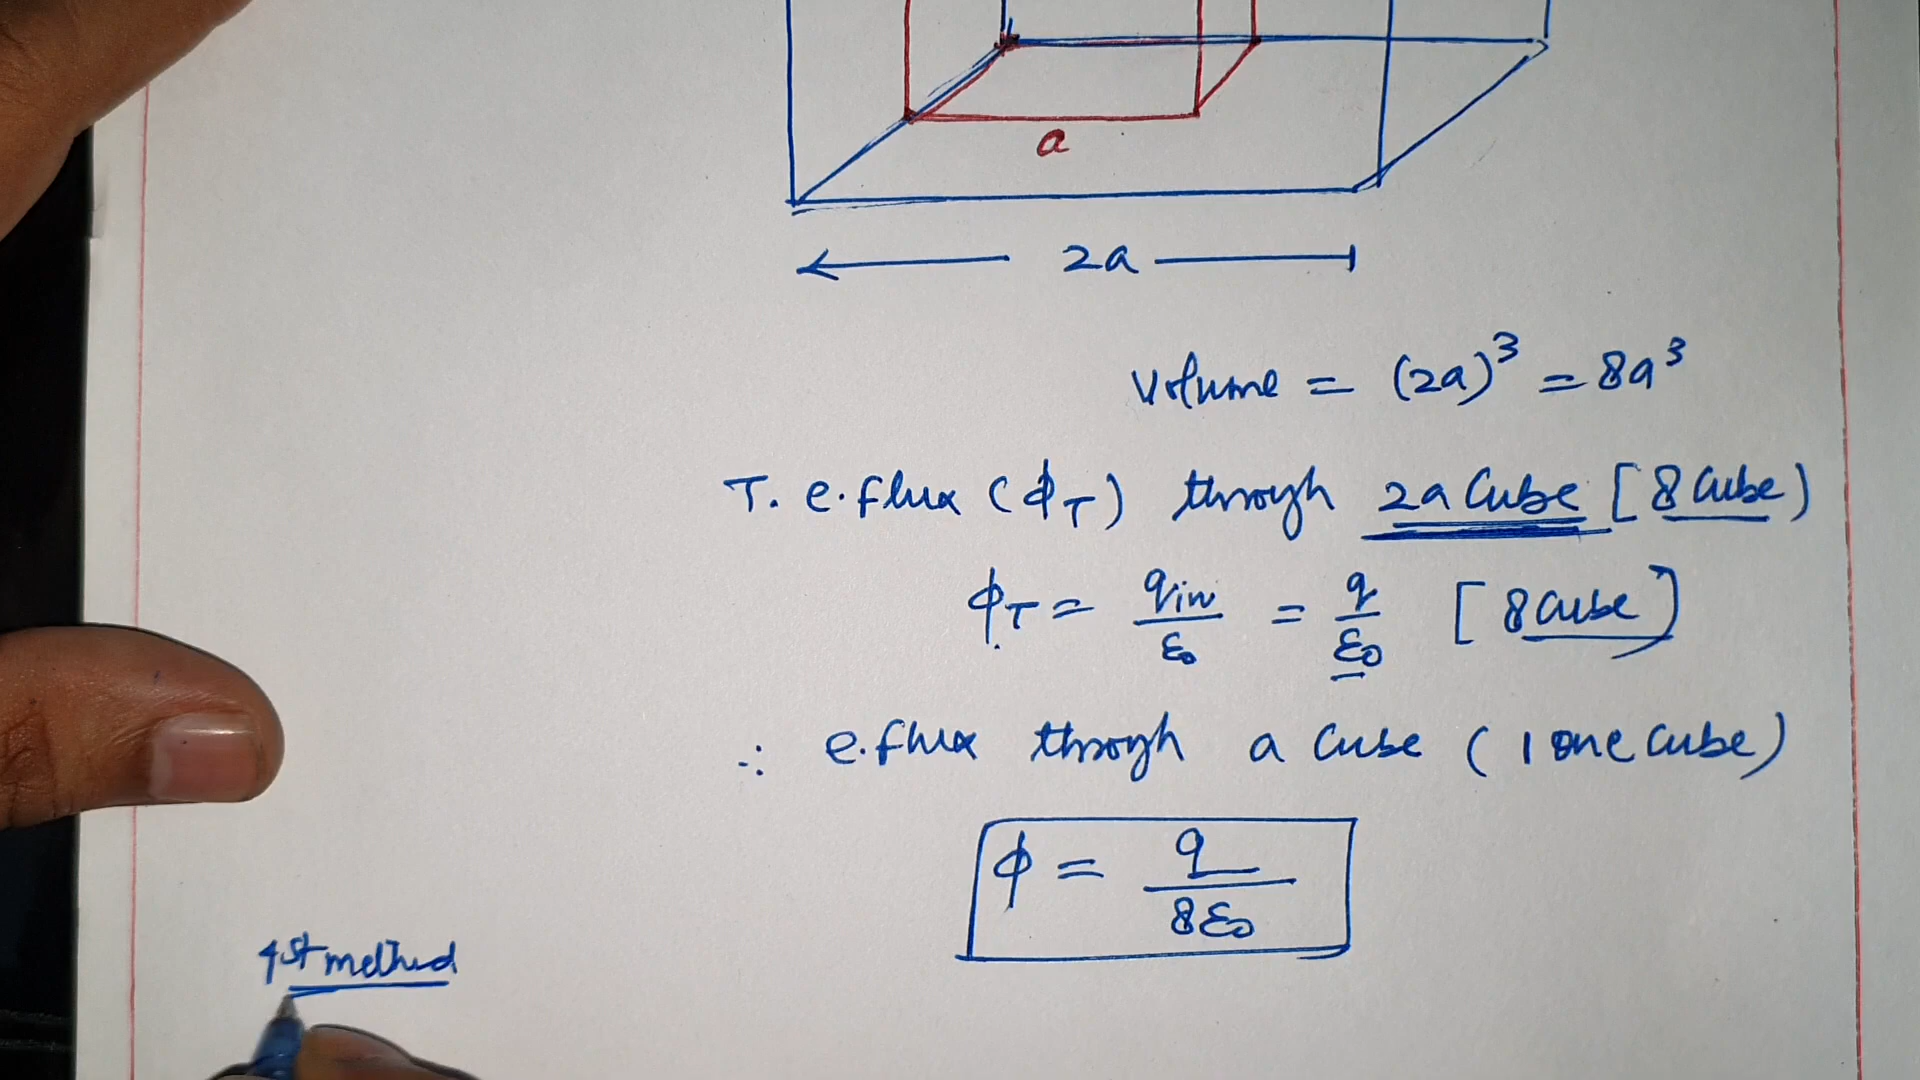 a
2a
Volume = (2a)³ = 8a³
T. e. flux (ϕT) through 2a Cube [8 Cube)
ϕT = qin/ε₀ = q/ε₀ [8 Cube]
∴ e. flux through a Cube (1 one Cube)
ϕ = q/8ε₀
1st method